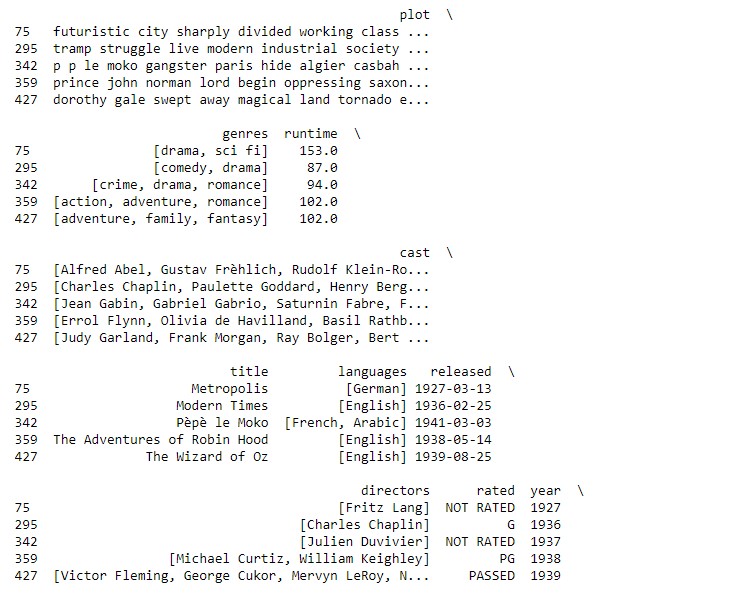 plot \
75 futuristic city sharply divided working class ...
295 tramp struggle live modern industrial society ...
342 p p le moko gangster paris hide algier casbah ...
359 prince john norman lord begin oppressing saxon...
427 dorothy gale swept away magical land tornado e...
genres runtime \
75 [drama, sci fi] 153.0
295 [comedy, drama] 87.0
342 [crime, drama, romance] 94.0
359 [action, adventure, romance] 102.0
427 [adventure, family, fantasy] 102.0
cast \
75 [Alfred Abel, Gustav Frèhlich, Rudolf Klein-Ro...
295 [Charles Chaplin, Paulette Goddard, Henry Berg...
342 [Jean Gabin, Gabriel Gabrio, Saturnin Fabre, F...
359 [Errol Flynn, Olivia de Havilland, Basil Rathb...
427 [Judy Garland, Frank Morgan, Ray Bolger, Bert ...
title languages released \
75 Metropolis [German] 1927-03-13
295 Modern Times [English] 1936-02-25
342 Pèpè le Moko [French, Arabic] 1941-03-03
359 The Adventures of Robin Hood [English] 1938-05-14
427 The Wizard of Oz [English] 1939-08-25
directors rated year \
75 [Fritz Lang] NOT RATED 1927
295 [Charles Chaplin] G 1936
342 [Julien Duvivier] NOT RATED 1937
359 [Michael Curtiz, William Keighley] PG 1938
427 [Victor Fleming, George Cukor, Mervyn LeRoy, N... PASSED 1939